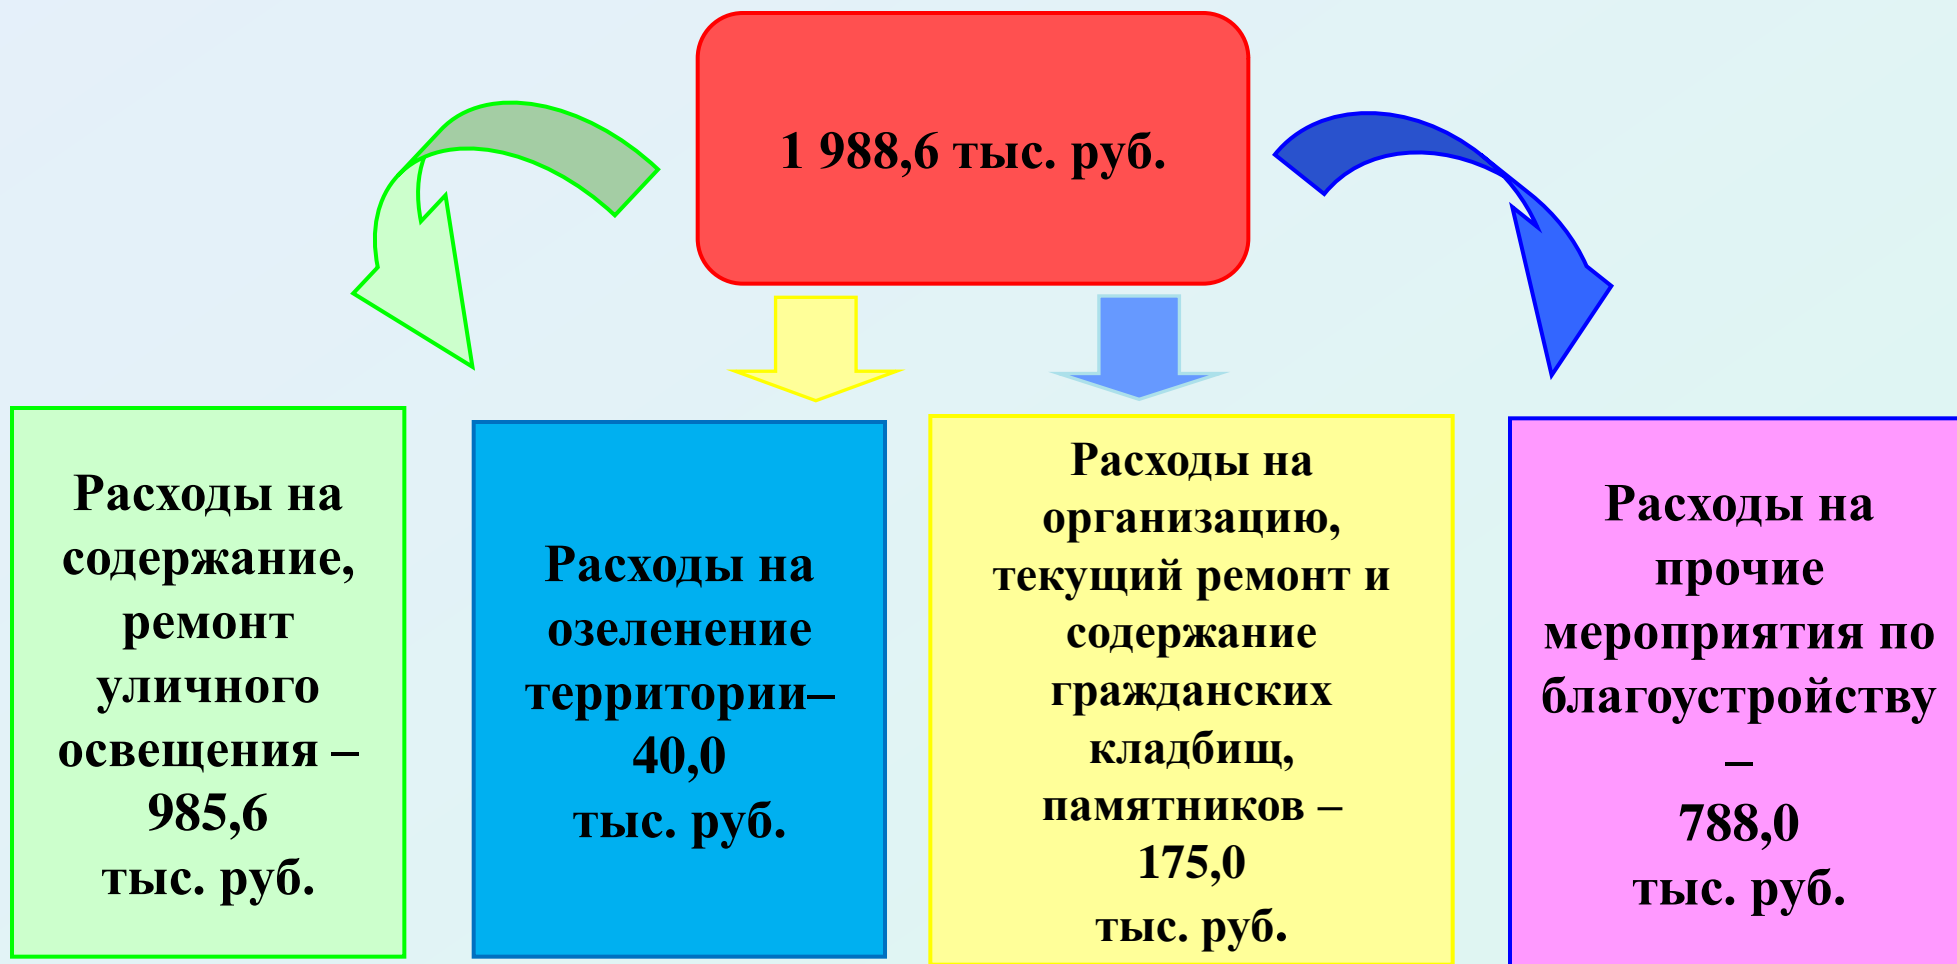 1 988,6 тыс. руб.
Расходы на
содержание,
ремонт
уличного
освещения –
985,6
тыс. руб.
Расходы на
озеленение
территории–
40,0
тыс. руб.
Расходы на
организацию,
текущий ремонт и
содержание
гражданских
кладбищ,
памятников –
175,0
тыс. руб.
Расходы на
прочие
мероприятия по
благоустройству
–
788,0
тыс. руб.